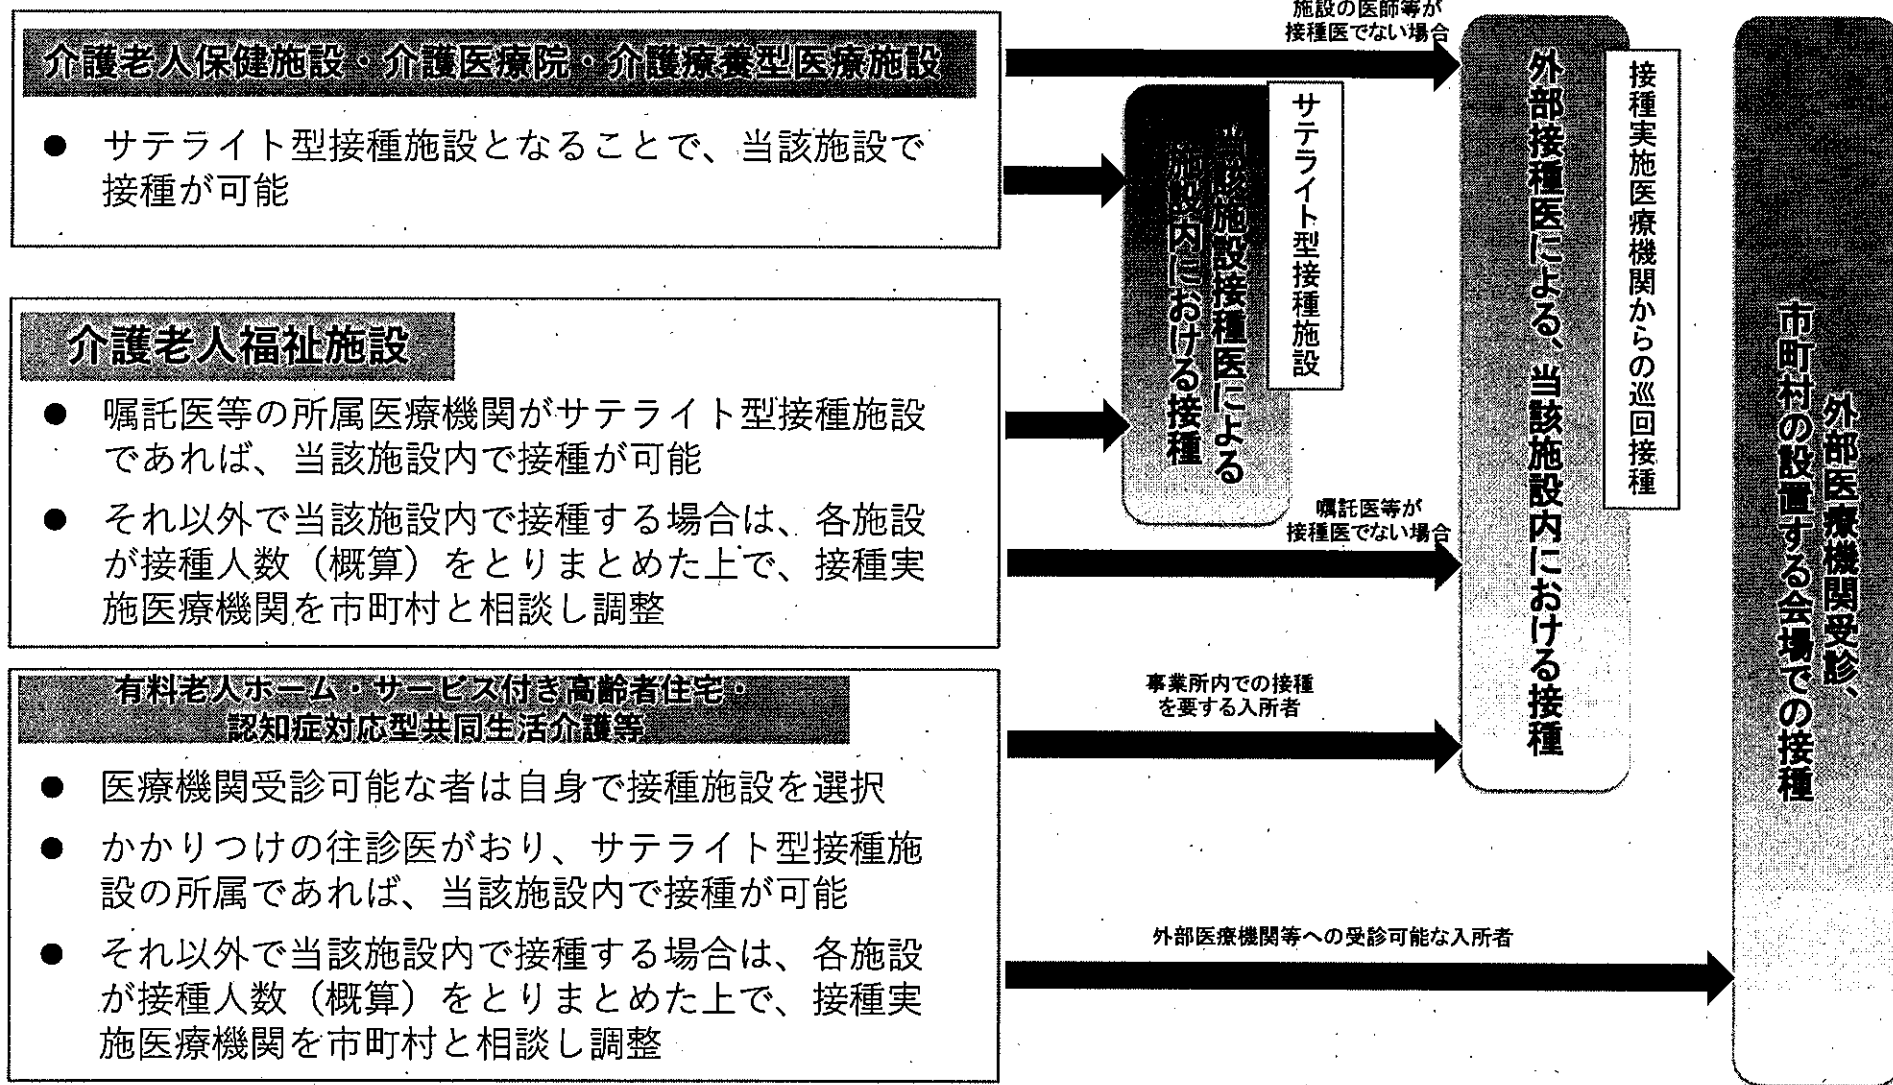 介護老人保健施設・介護医療院・介護療養型医療施設
● サテライト型接種施設となることで、当該施設で
接種が可能
介護老人福祉施設
● 嘱託医等の所属医療機関がサテライト型接種施設
であれば、当該施設内で接種が可能
● それ以外で当該施設内で接種する場合は、各施設
が接種人数（概算）をとりまとめた上で、接種実
施医療機関を市町村と相談し調整
有料老人ホーム・サービス付き高齢者住宅・
認知症対応型共同生活介護等
● 医療機関受診可能な者は自身で接種施設を選択
● かかりつけの往診医がおり、サテライト型接種施
設の所属であれば、当該施設内で接種が可能
● それ以外で当該施設内で接種する場合は、各施設
が接種人数（概算）をとりまとめた上で、接種実
施医療機関を市町村と相談し調整
施設の医師等が
接種医でない場合
嘱託医等が
接種医でない場合
事業所内での接種
を要する入所者
外部医療機関等への受診可能な入所者
当該施設接種医による
施設内における接種
サテライト型接種施設
外部接種医による、当該施設内における接種
接種実施医療機関からの巡回接種
外部医療機関受診、
市町村の設置する会場での接種